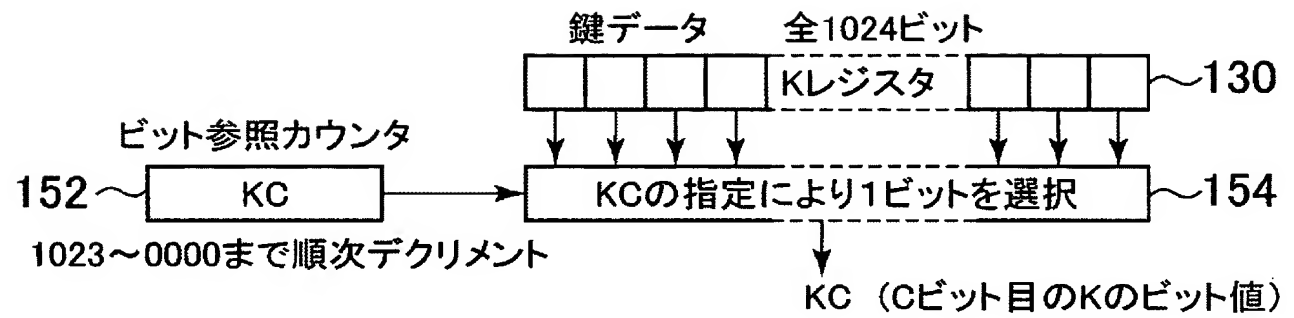 鍵データ 全1024ビット
Kレジスタ 130
ビット参照カウンタ
152 KC KCの指定により1ビットを選択 154
1023～0000まで順次デクリメント
KC (Cビット目のKのビット値)